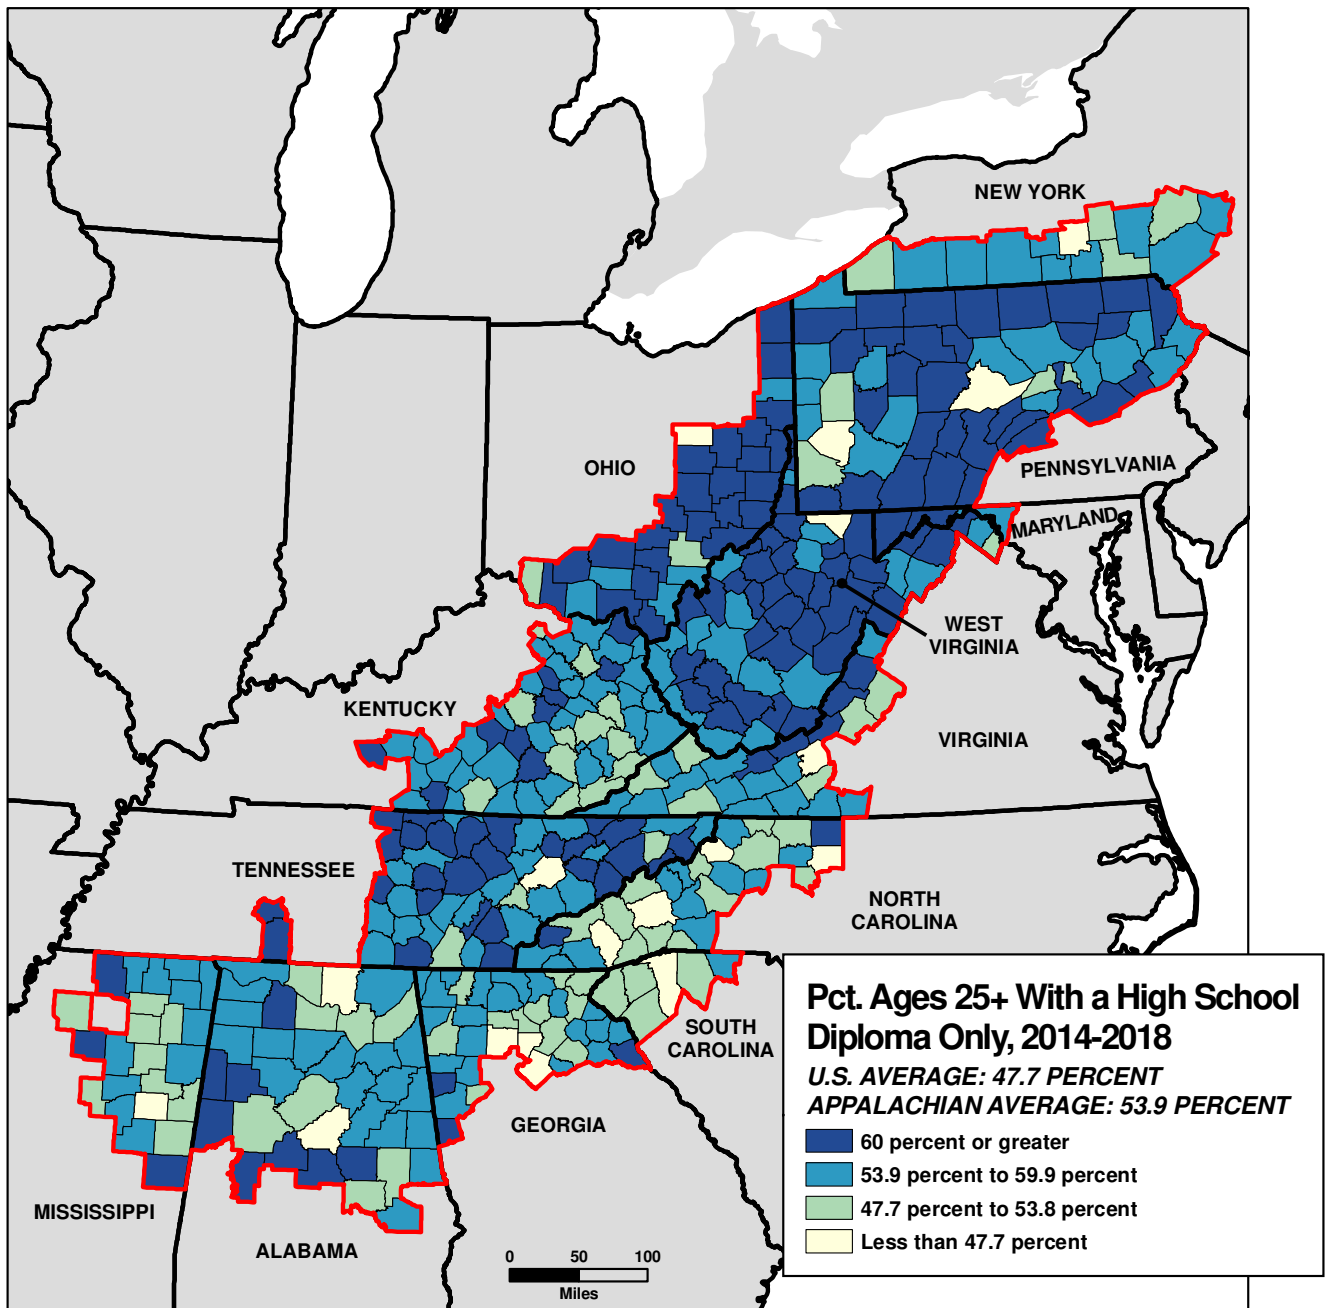 NEW YORK
OHIO
PENNSYLVANIA
MARYLAND
WEST
VIRGINIA
KENTUCKY
VIRGINIA
TENNESSEE
NORTH
CAROLINA
SOUTH
CAROLINA
GEORGIA
MISSISSIPPI
ALABAMA
0 50 100
Miles
Pct. Ages 25+ With a High School
Diploma Only, 2014-2018
U.S. AVERAGE: 47.7 PERCENT
APPALACHIAN AVERAGE: 53.9 PERCENT
60 percent or greater
53.9 percent to 59.9 percent
47.7 percent to 53.8 percent
Less than 47.7 percent